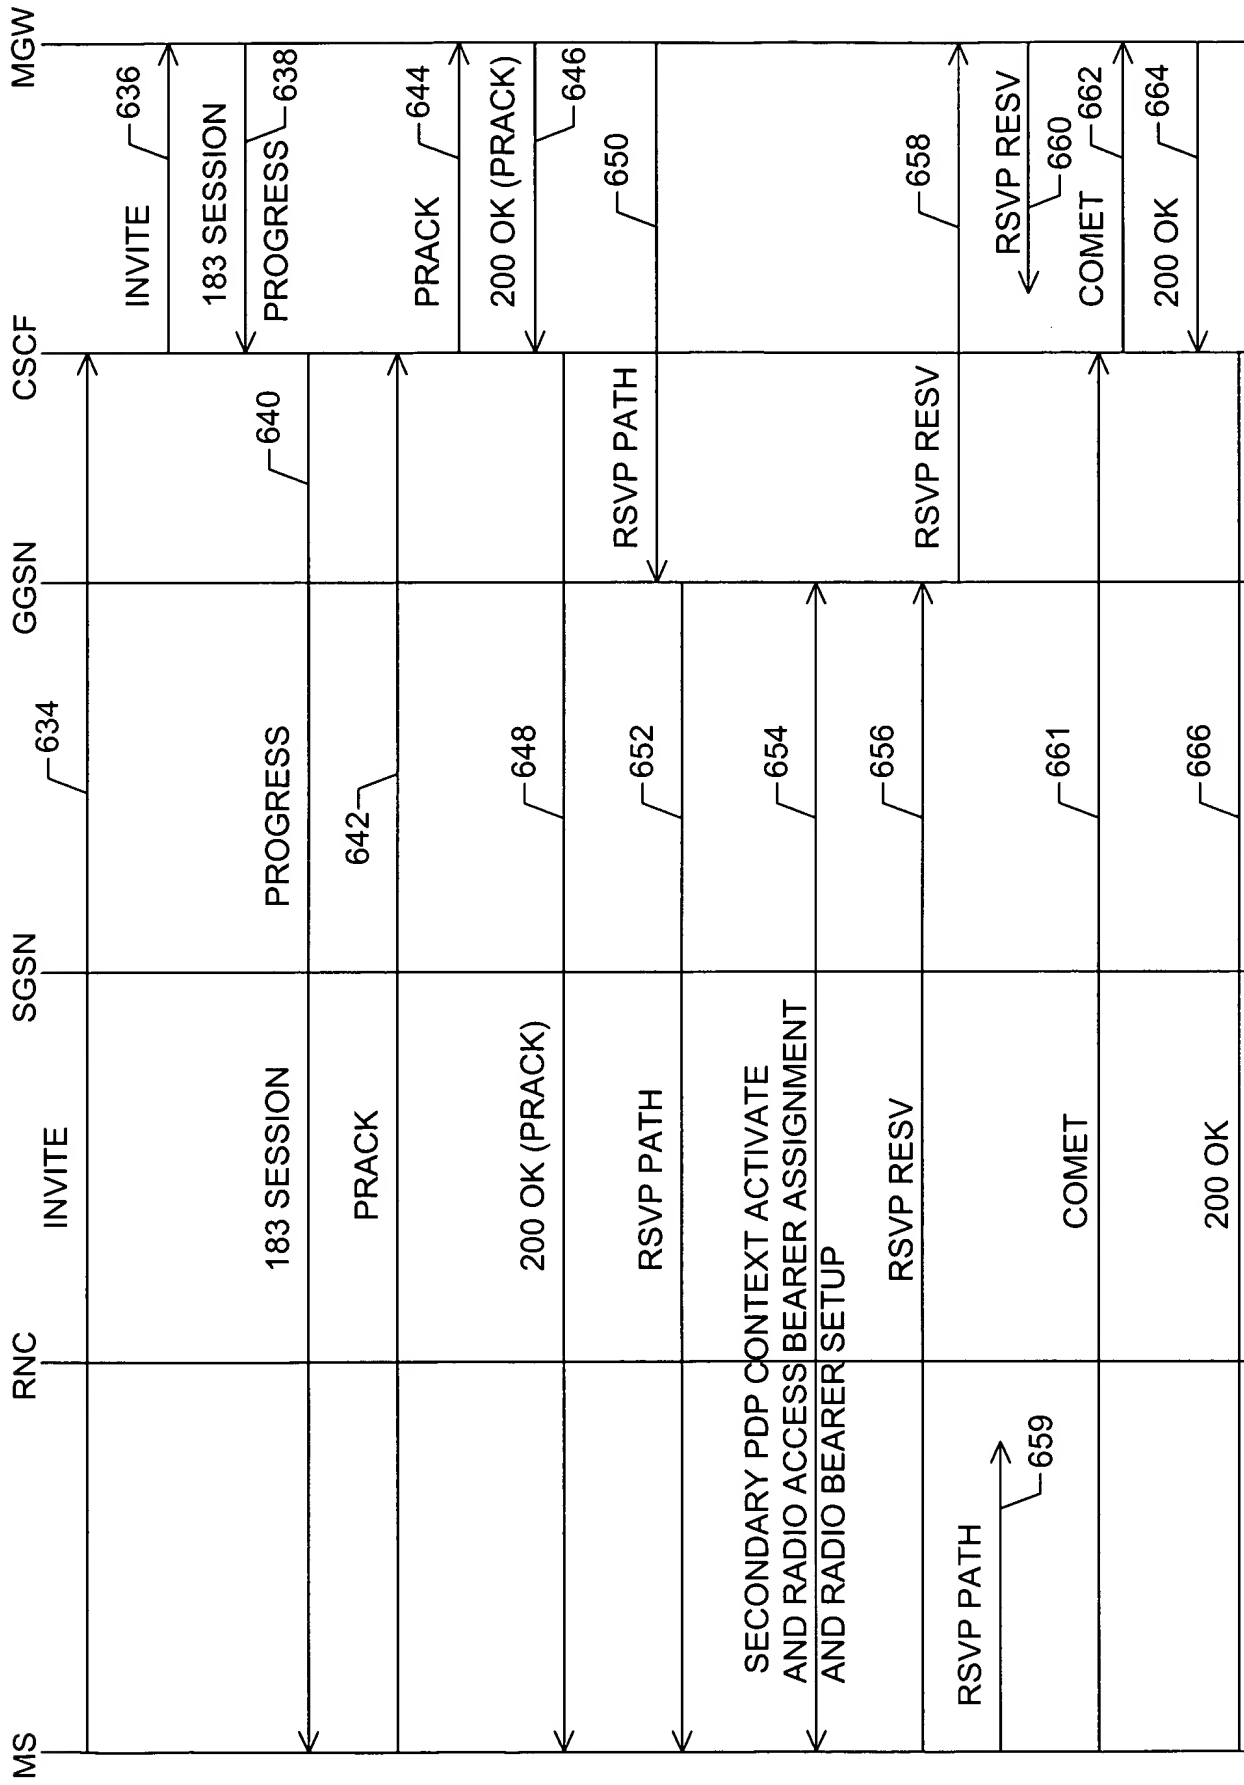 MS
RNC
SGSN
GGSN
CSCF
MGW
INVITE
634
INVITE
636
183 SESSION
PROGRESS
638
183 SESSION
PROGRESS
640
PRACK
642
PRACK
644
200 OK (PRACK)
646
200 OK (PRACK)
648
RSVP PATH
650
RSVP PATH
652
SECONDARY PDP CONTEXT ACTIVATE
AND RADIO ACCESS BEARER ASSIGNMENT
AND RADIO BEARER SETUP
654
RSVP RESV
656
RSVP RESV
658
RSVP PATH
659
RSVP RESV
660
COMET
661
COMET
662
200 OK
664
200 OK
666